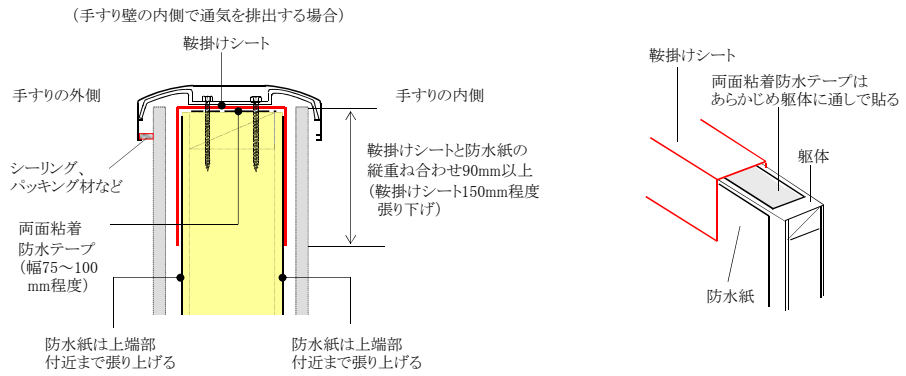 （手すり壁の内側で通気を排出する場合）
鞍掛けシート
手すりの外側
手すりの内側
シーリング、
パッキング材など
鞍掛けシートと防水紙の
縦重ね合わせ90mm以上
（鞍掛けシート150mm程度
張り下げ）
両面粘着
防水テープ
（幅75～100
mm程度）
防水紙は上端部
付近まで張り上げる
防水紙は上端部
付近まで張り上げる
鞍掛けシート
両面粘着防水テープは
あらかじめ躯体に通しで貼る
躯体
防水紙